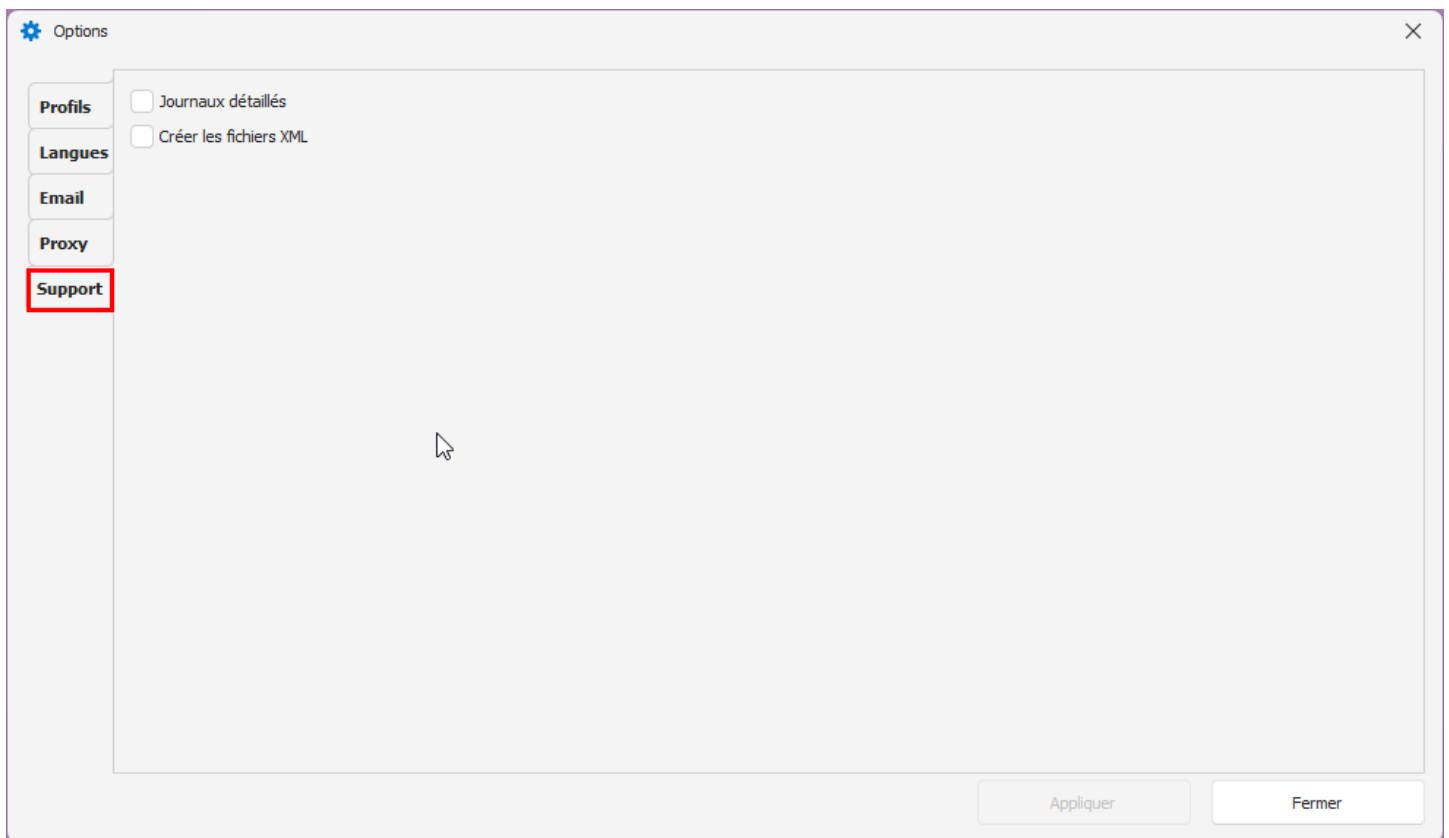 Options
Profils
Langues
Email
Proxy
Support
Journaux détaillés
Créer les fichiers XML
Appliquer
Fermer